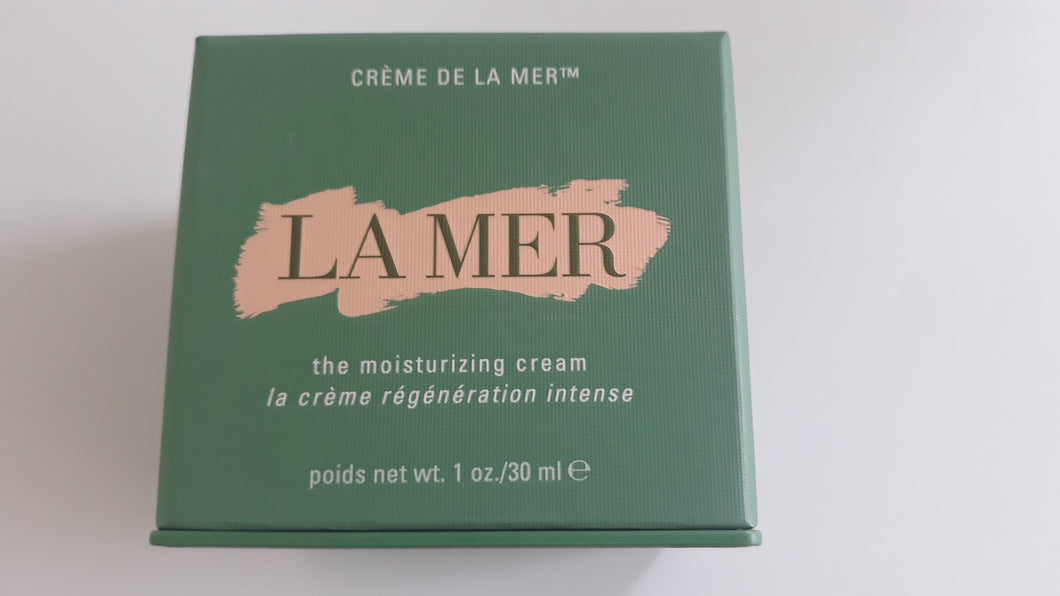 CRÈME DE LA MER™
LA MER
the moisturizing cream
la crème régénération intense
poids net wt. 1 oz./30 ml ℮